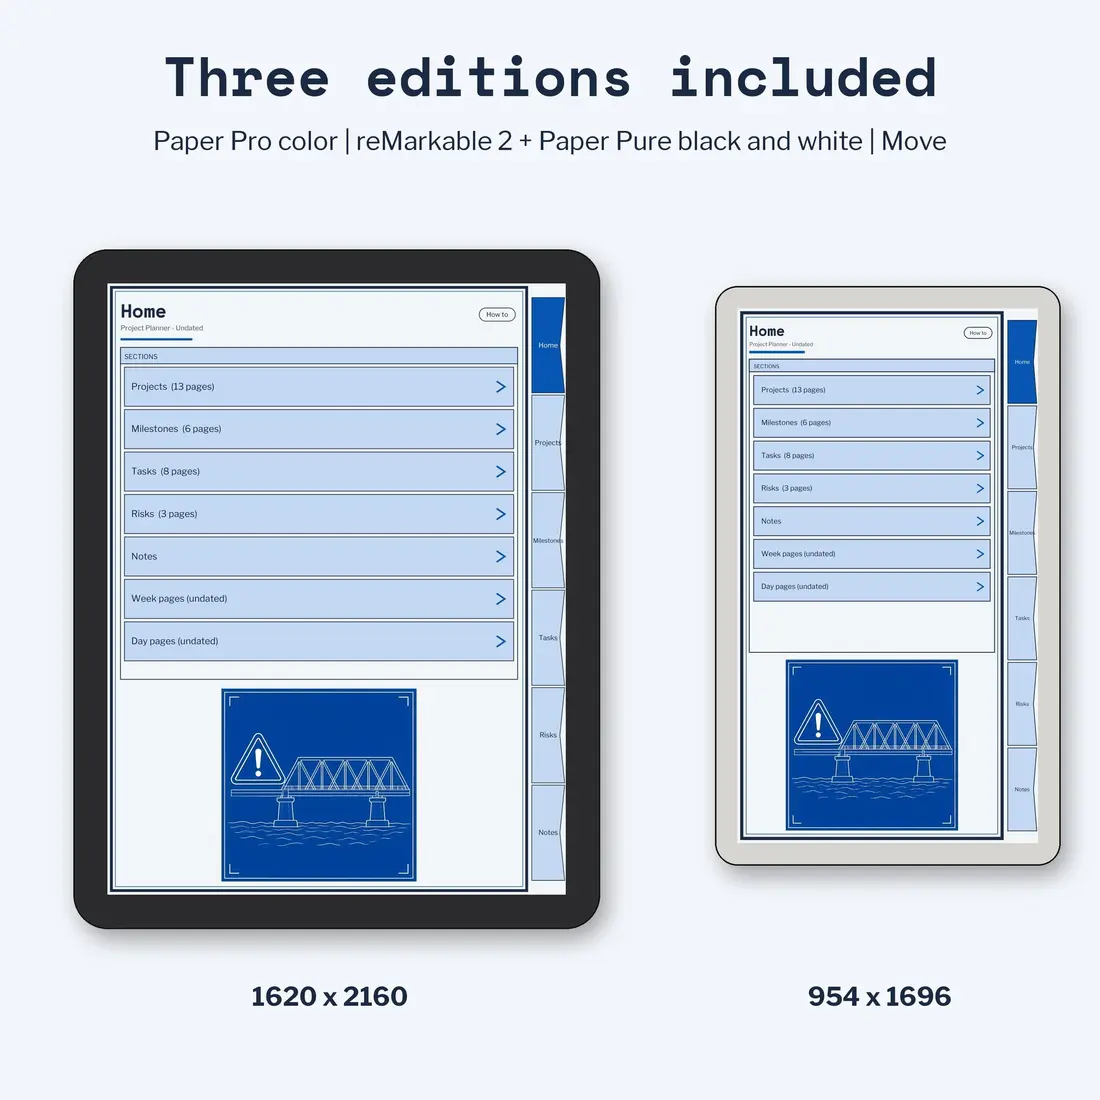 Three editions included
Paper Pro color | reMarkable 2 + Paper Pure black and white | Move
Home
Project Planner - Undated
How to
SECTIONS
Projects (13 pages)
Milestones (6 pages)
Tasks (8 pages)
Risks (3 pages)
Notes
Week pages (undated)
Day pages (undated)
Home
Projects
Milestones
Tasks
Risks
Notes
1620 x 2160
Home
Project Planner - Undated
How to
SECTIONS
Projects (13 pages)
Milestones (6 pages)
Tasks (8 pages)
Risks (3 pages)
Notes
Week pages (undated)
Day pages (undated)
Home
Projects
Milestones
Tasks
Risks
Notes
954 x 1696